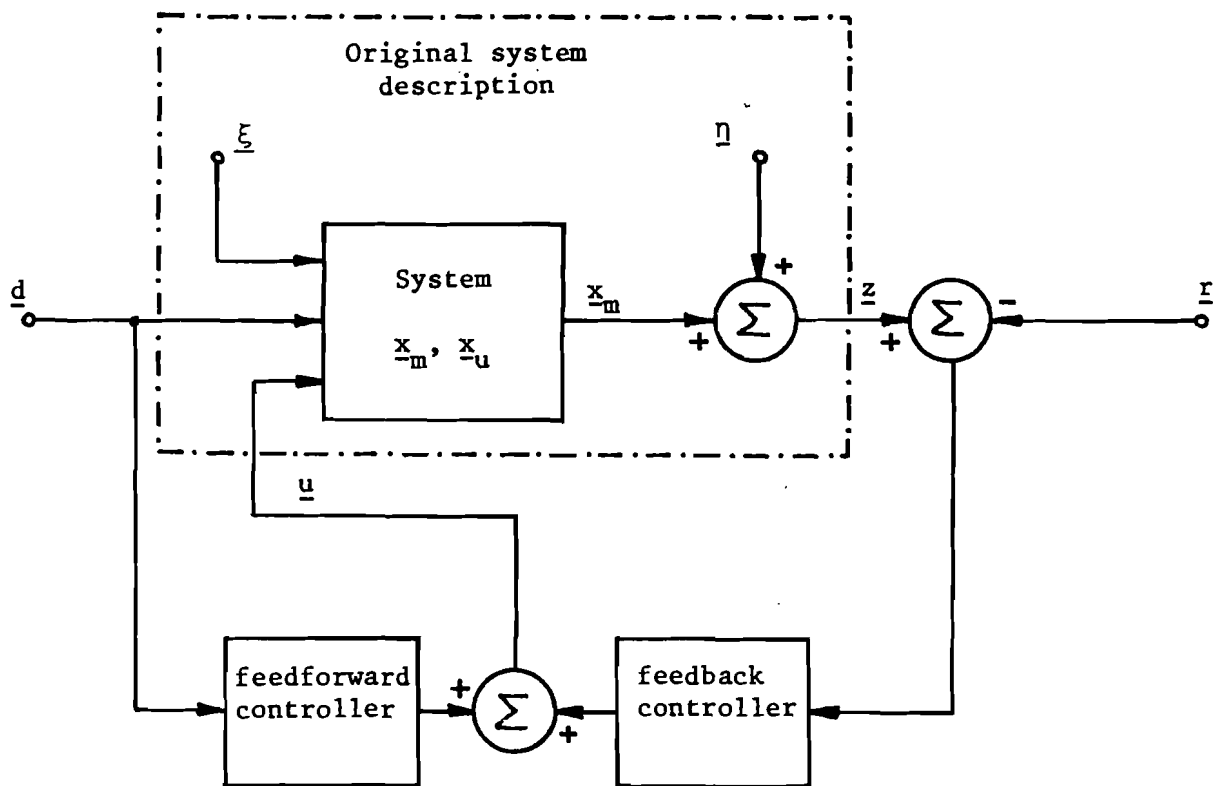 Original system
description
ξ
η
+
System
x_m, x_u
d
x_m
Σ
+
z
+
Σ
-
r
u
feedforward
controller
+
Σ
+
feedback
controller